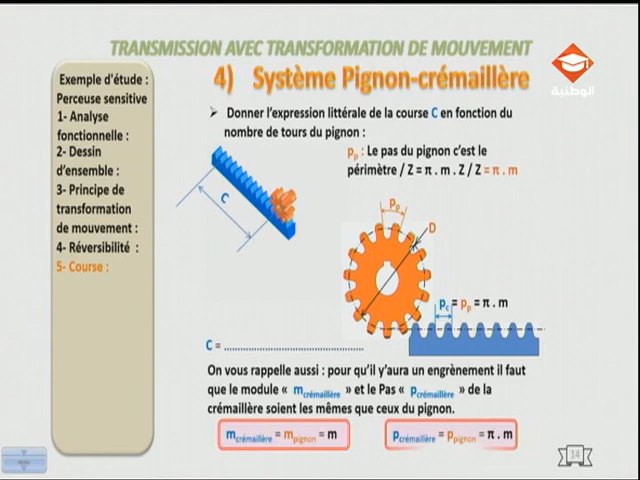 TRANSMISSION AVEC TRANSFORMATION DE MOUVEMENT
الوطنية
4) Système Pignon-crémaillère
Exemple d'étude :
Perceuse sensitive
1- Analyse
fonctionnelle :
2- Dessin
d'ensemble :
3- Principe de
transformation
de mouvement :
4- Réversibilité :
5- Course :
➢ Donner l'expression littérale de la course C en fonction du
nombre de tours du pignon :
pp : Le pas du pignon c'est le
périmètre / Z = π . m . Z / Z = π . m
C
pp
D
pc = pp = π . m
C = ..........................................
On vous rappelle aussi : pour qu'il y'aura un engrènement il faut
que le module « mcrémaillère » et le Pas « pcrémaillère » de la
crémaillère soient les mêmes que ceux du pignon.
mcrémaillère = mpignon = m
pcrémaillère = ppignon = π . m
14